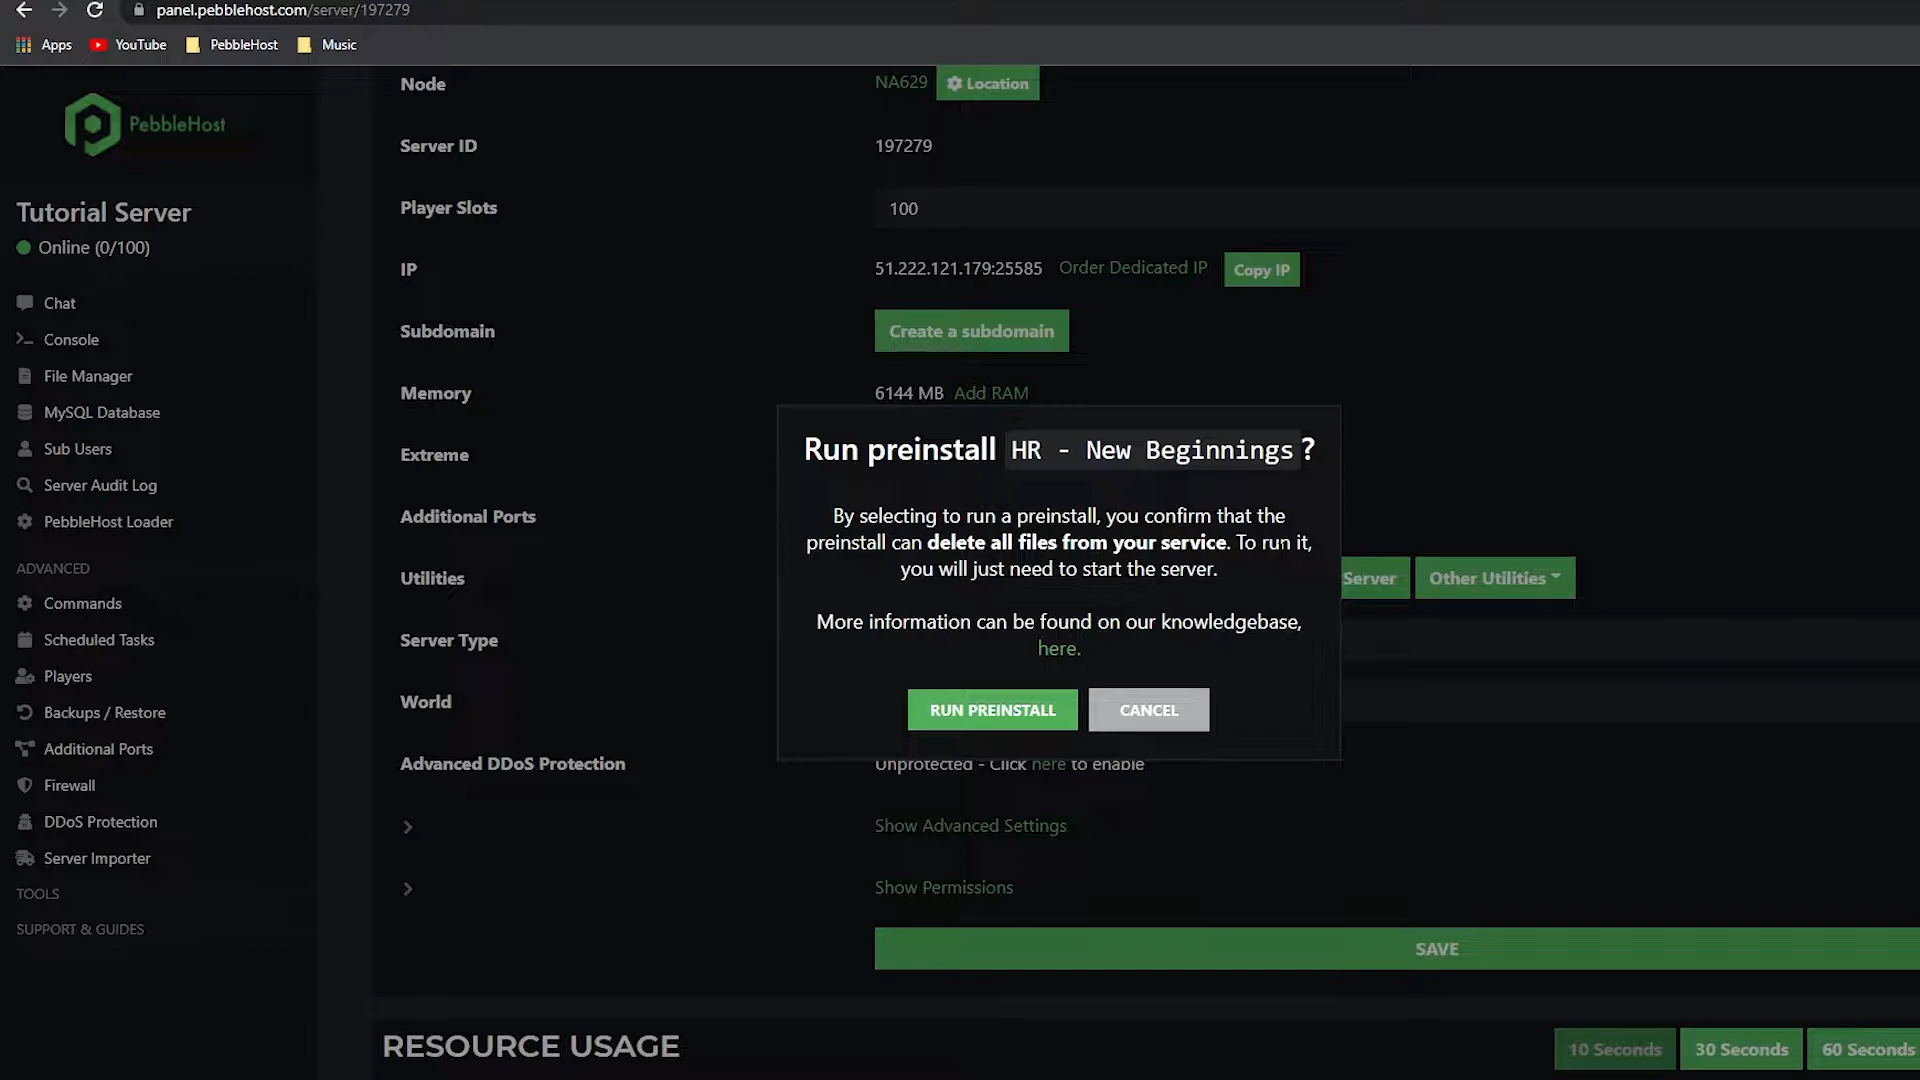 panel.pebblehost.com/server/197279
Apps YouTube PebbleHost Music
PebbleHost
Tutorial Server
Online (0/100)
Chat
Console
File Manager
MySQL Database
Sub Users
Server Audit Log
PebbleHost Loader
ADVANCED
Commands
Scheduled Tasks
Players
Backups / Restore
Additional Ports
Firewall
DDoS Protection
Server Importer
TOOLS
SUPPORT & GUIDES
Node NA629 Location
Server ID 197279
Player Slots 100
IP 51.222.121.179:25585 Order Dedicated IP Copy IP
Subdomain Create a subdomain
Memory 6144 MB Add RAM
Extreme
Additional Ports
Utilities Server Other Utilities
Server Type
World
Advanced DDoS Protection Unprotected - Click here to enable
Show Advanced Settings
Show Permissions
SAVE
Run preinstall HR - New Beginnings?
By selecting to run a preinstall, you confirm that the
preinstall can delete all files from your service. To run it,
you will just need to start the server.
More information can be found on our knowledgebase,
here.
RUN PREINSTALL CANCEL
RESOURCE USAGE 10 Seconds 30 Seconds 60 Seconds